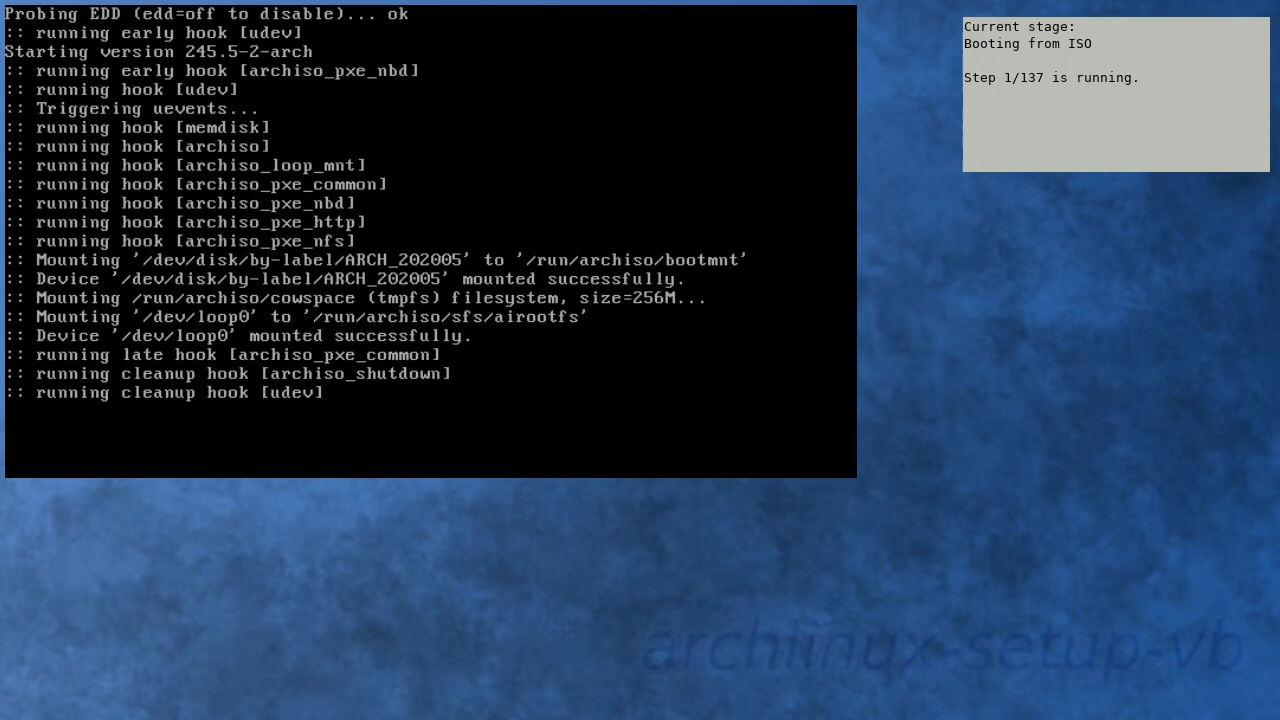 Probing EDD (edd=off to disable)... ok
:: running early hook [udev]
Starting version 245.5-2-arch
:: running early hook [archiso_pxe_nbd]
:: running hook [udev]
:: Triggering uevents...
:: running hook [memdisk]
:: running hook [archiso]
:: running hook [archiso_loop_mnt]
:: running hook [archiso_pxe_common]
:: running hook [archiso_pxe_nbd]
:: running hook [archiso_pxe_http]
:: running hook [archiso_pxe_nfs]
:: Mounting '/dev/disk/by-label/ARCH_202005' to '/run/archiso/bootmnt'
:: Device '/dev/disk/by-label/ARCH_202005' mounted successfully.
:: Mounting /run/archiso/cowspace (tmpfs) filesystem, size=256M...
:: Mounting '/dev/loop0' to '/run/archiso/sfs/airootfs'
:: Device '/dev/loop0' mounted successfully.
:: running late hook [archiso_pxe_common]
:: running cleanup hook [archiso_shutdown]
:: running cleanup hook [udev]
Current stage:
Booting from ISO
Step 1/137 is running.
archlinux-setup-vb